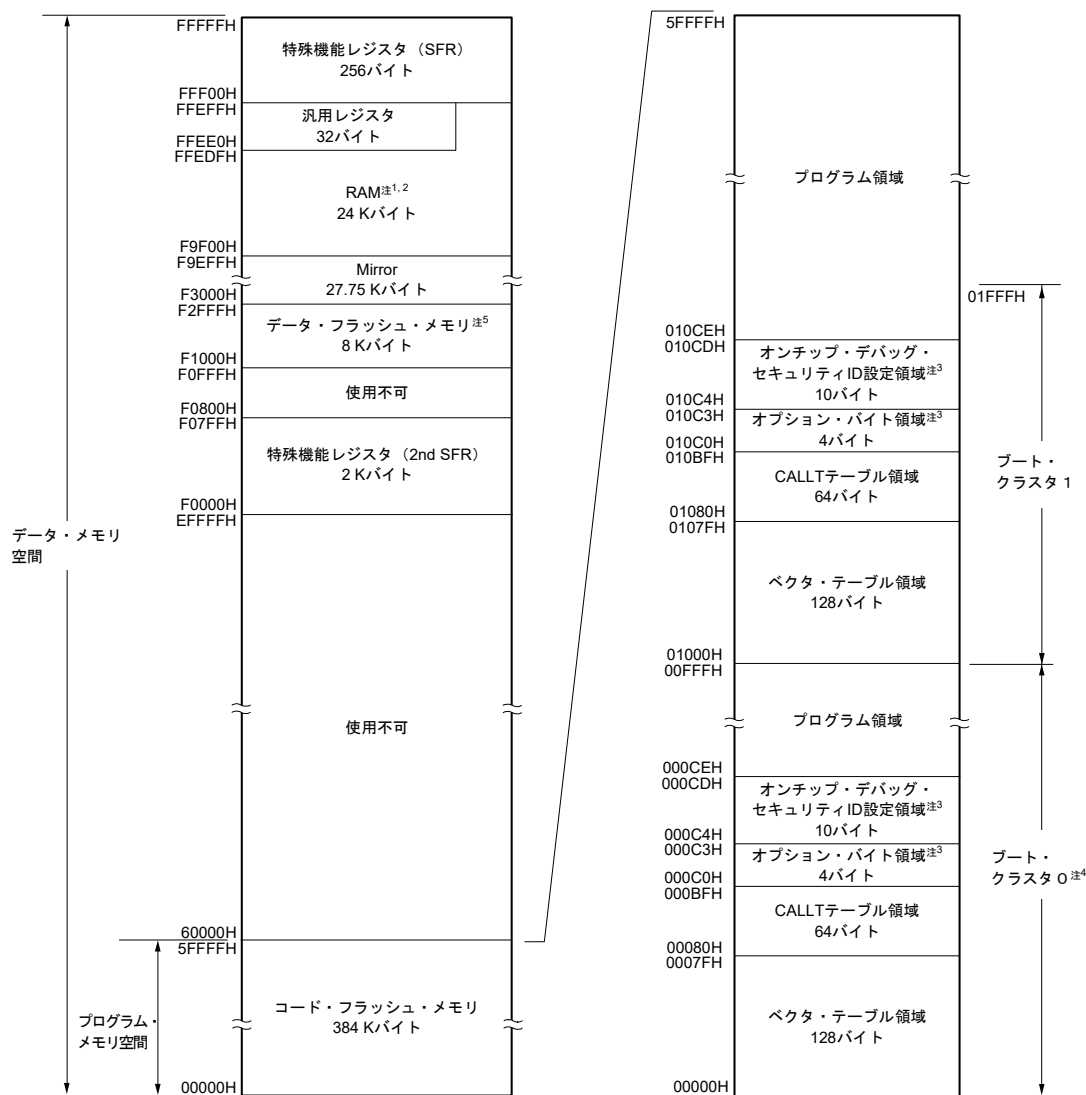 FFFFFH
特殊機能レジスタ（SFR）
256バイト
FFF00H
FFEFFH
汎用レジスタ
32バイト
FFEE0H
FFEDFH
RAM注1, 2
24 Kバイト
F9F00H
F9EFFH
Mirror
27.75 Kバイト
F3000H
F2FFFH
データ・フラッシュ・メモリ注5
8 Kバイト
F1000H
F0FFFH
使用不可
F0800H
F07FFH
特殊機能レジスタ（2nd SFR）
2 Kバイト
F0000H
EFFFFH
データ・メモリ
空間
使用不可
60000H
5FFFFH
プログラム・
メモリ空間
コード・フラッシュ・メモリ
384 Kバイト
00000H
5FFFFH
プログラム領域
01FFFH
010CEH
010CDH
オンチップ・デバッグ・
セキュリティID設定領域注3
10バイト
010C4H
010C3H
オプション・バイト領域注3
4バイト
010C0H
010BFH
CALLTテーブル領域
64バイト
ブート・
クラスタ 1
01080H
0107FH
ベクタ・テーブル領域
128バイト
01000H
00FFFH
プログラム領域
000CEH
000CDH
オンチップ・デバッグ・
セキュリティID設定領域注3
10バイト
000C4H
000C3H
オプション・バイト領域注3
4バイト
000C0H
000BFH
ブート・
クラスタ 0 注4
CALLTテーブル領域
64バイト
00080H
0007FH
ベクタ・テーブル領域
128バイト
00000H